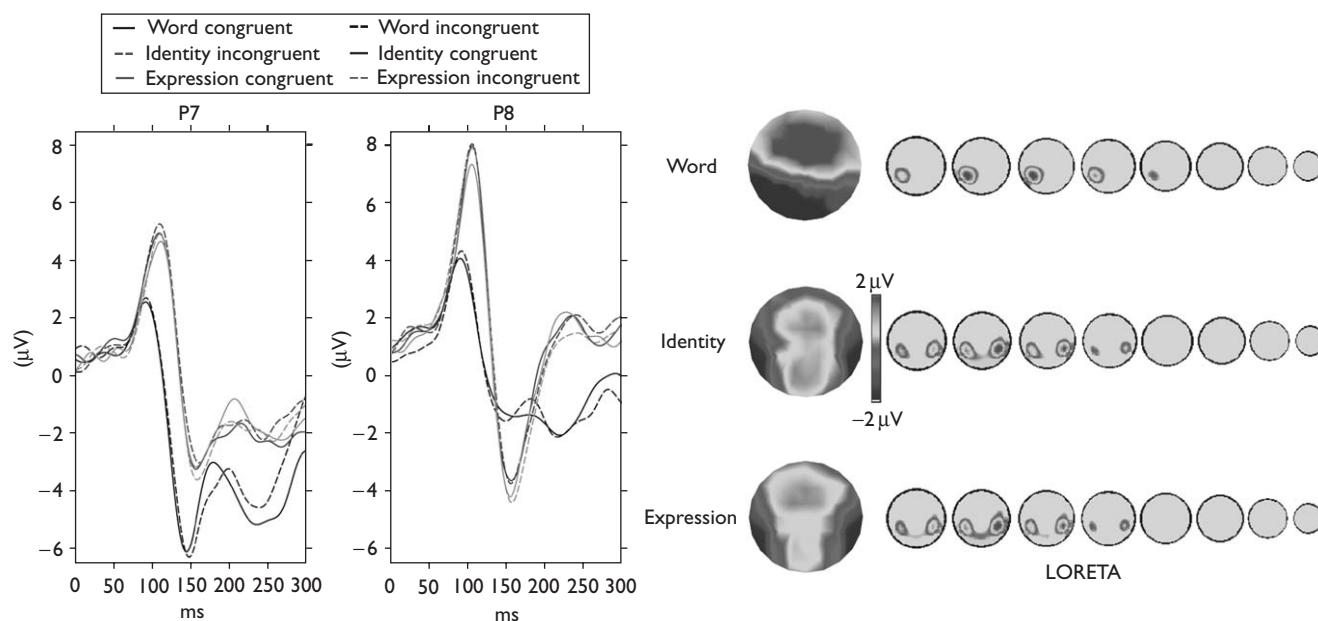 Word congruent Word incongruent
Identity incongruent Identity congruent
Expression congruent Expression incongruent
P7 P8
8 8
6 6
4 4
2 2
0 0
−2 −2
−4 −4
−6 −6
(μV) (μV)
0 50 100 150 200 250 300 0 50 100 150 200 250 300
ms ms
Word
Identity
2 μV
−2 μV
Expression
LORETA